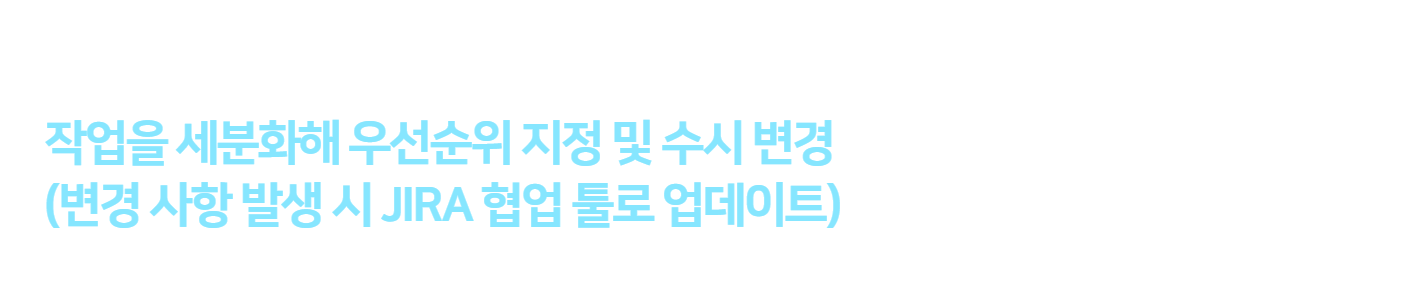 작업을 세분화해 우선순위 지정 및 수시 변경
(변경 사항 발생 시 JIRA 협업 툴로 업데이트)